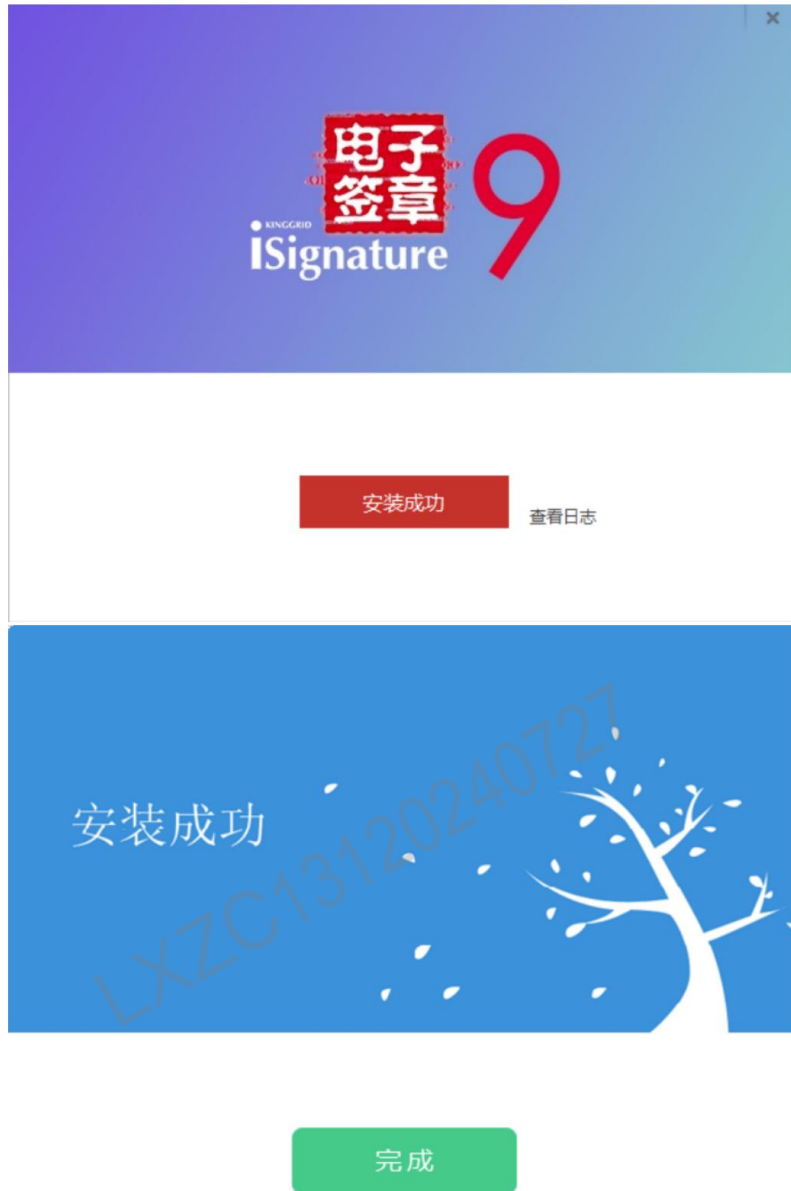 电子
签章
9
KINGGRID
iSignature
安装成功
查看日志
安装成功
LXZC13120240727
完成